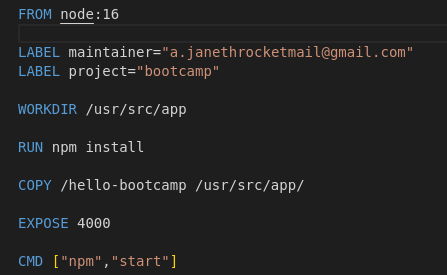 FROM node:16
LABEL maintainer="a.janethrocketmail@gmail.com"
LABEL project="bootcamp"
WORKDIR /usr/src/app
RUN npm install
COPY /hello-bootcamp /usr/src/app/
EXPOSE 4000
CMD ["npm","start"]